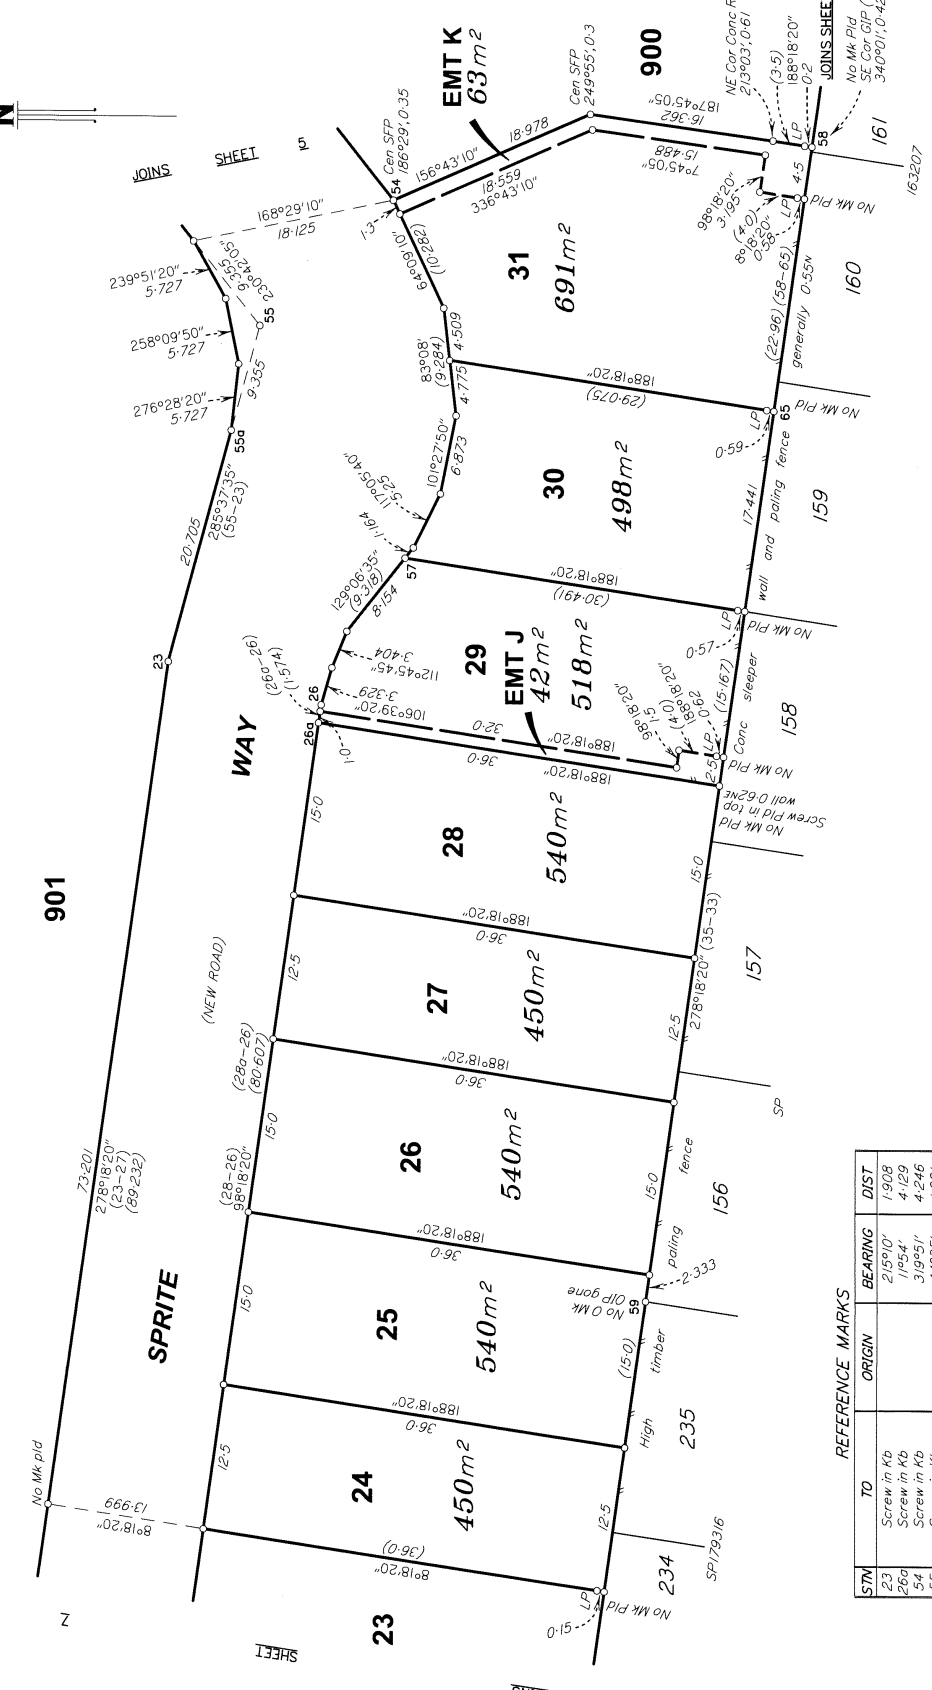 N
JOINS SHEET 5
168°29'10"
18·125
239°51'20"
5·727
258°09'50"
5·727
276°28'20"
5·727
230°42'05"
9·355
55
9·355
55a
285°37'35"
(55-23)
20·705
23
Cen SFP
186°29', 0·35
54
156°43'10"
18·978
EMT K
63m²
Cen SFP
249°55', 0·3
900
187°45'05"
16·362
18·559
336°43'10"
1·3
64°09'10"
(10·282)
15·488
7°45'05"
98°18'20"
3·195
(4·0)
8°18'20"
0·58
NE Cor Conc R
213°03', 0·61
(3·5)
188°18'20"
0·2
JOINS SHEE
No Mk Pld
SE Cor GIP (
340°01', 0·42
LP
58
4·5
LP
No Mk Pld
161
163207
160
31
691m²
83°08'
(9·284)
4·509
4·775
188°18'20"
(29·075)
(22·96)
(58-65)
generally 0·55N
LP
65
No Mk Pld
0·59
101°27'50"
6·873
117°05'40"
5·25
1·164
57
30
498m²
17·441
wall and paling fence
159
129°06'35"
(9·318)
8·154
188°18'20"
(30·491)
LP
No Mk Pld
0·57
112°45'45"
3·404
106°39'20"
3·329
26
(26a-26)
(1·574)
26a
1·0
29
518m²
EMT J
42m²
32·0
188°18'20"
36·0
188°18'20"
98°18'20"
1·5
(4·0)
188°18'20"
0·62
LP
2·5
No Mk Pld
(15·167)
Conc sleeper
158
No Mk Pld
Screw Pld in top
wall 0·62NE
WAY
15·0
28
540m²
15·0
901
(NEW ROAD)
188°18'20"
36·0
12·5
27
450m²
12·5
278°18'20" (35-33)
157
(28a-26)
(80·607)
188°18'20"
36·0
SP
15·0
26
540m²
15·0
fence
156
73·201
278°18'20"
(23-27)
(89·232)
(28-26)
98°18'20"
188°18'20"
36·0
paling
2·333
59
No O Mk
OIP gone
SPRITE
15·0
25
540m²
(15·0)
timber
235
188°18'20"
36·0
High
12·5
24
450m²
12·5
No Mk pld
13·999
8°18'20"
(36·0)
8°18'20"
LP
No Mk Pld
0·51
234
SP179316
23
7
SHEET
REFERENCE MARKS
STN TO ORIGIN BEARING DIST
23 Screw in Kb 215°10' 1·908
26a Screw in Kb 11°54' 4·129
54 Screw in Kb 319°51' 4·246